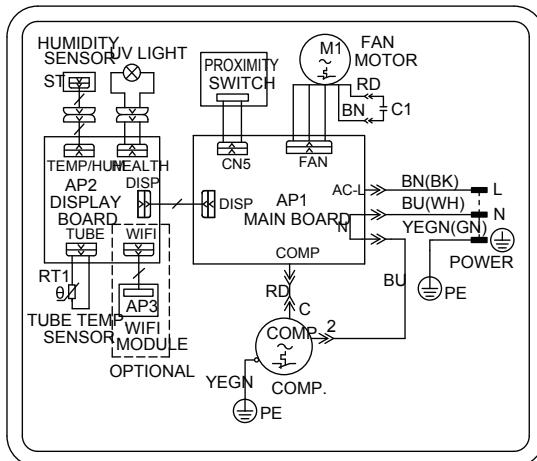 HUMIDITY
SENSOR
UV LIGHT
ST
PROXIMITY
SWITCH
M1
FAN
MOTOR
RD
BN
C1
TEMP/HUM
HEALTH
CN5
FAN
AP2
DISPLAY
BOARD
DISP
DISP
AP1
MAIN BOARD
AC-L
N
BN(BK)
L
BU(WH)
N
YEGN(GN)
POWER
PE
TUBE
WIFI
COMP
BU
RT1
θ
AP3
RD
C
TUBE TEMP
SENSOR
WIFI
MODULE
OPTIONAL
COMP
2
YEGN
COMP.
PE